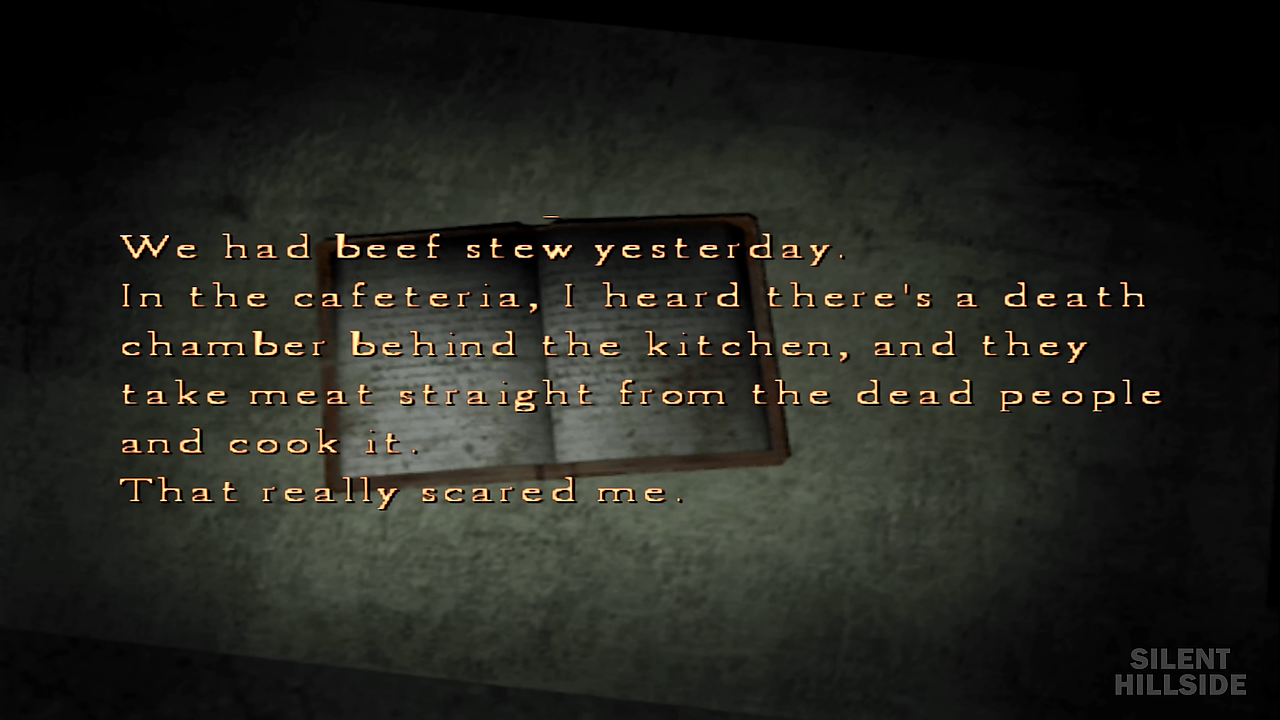 We had beef stew yesterday.
In the cafeteria, I heard there's a death
chamber behind the kitchen, and they
take meat straight from the dead people
and cook it.
That really scared me.
SILENT
HILLSIDE